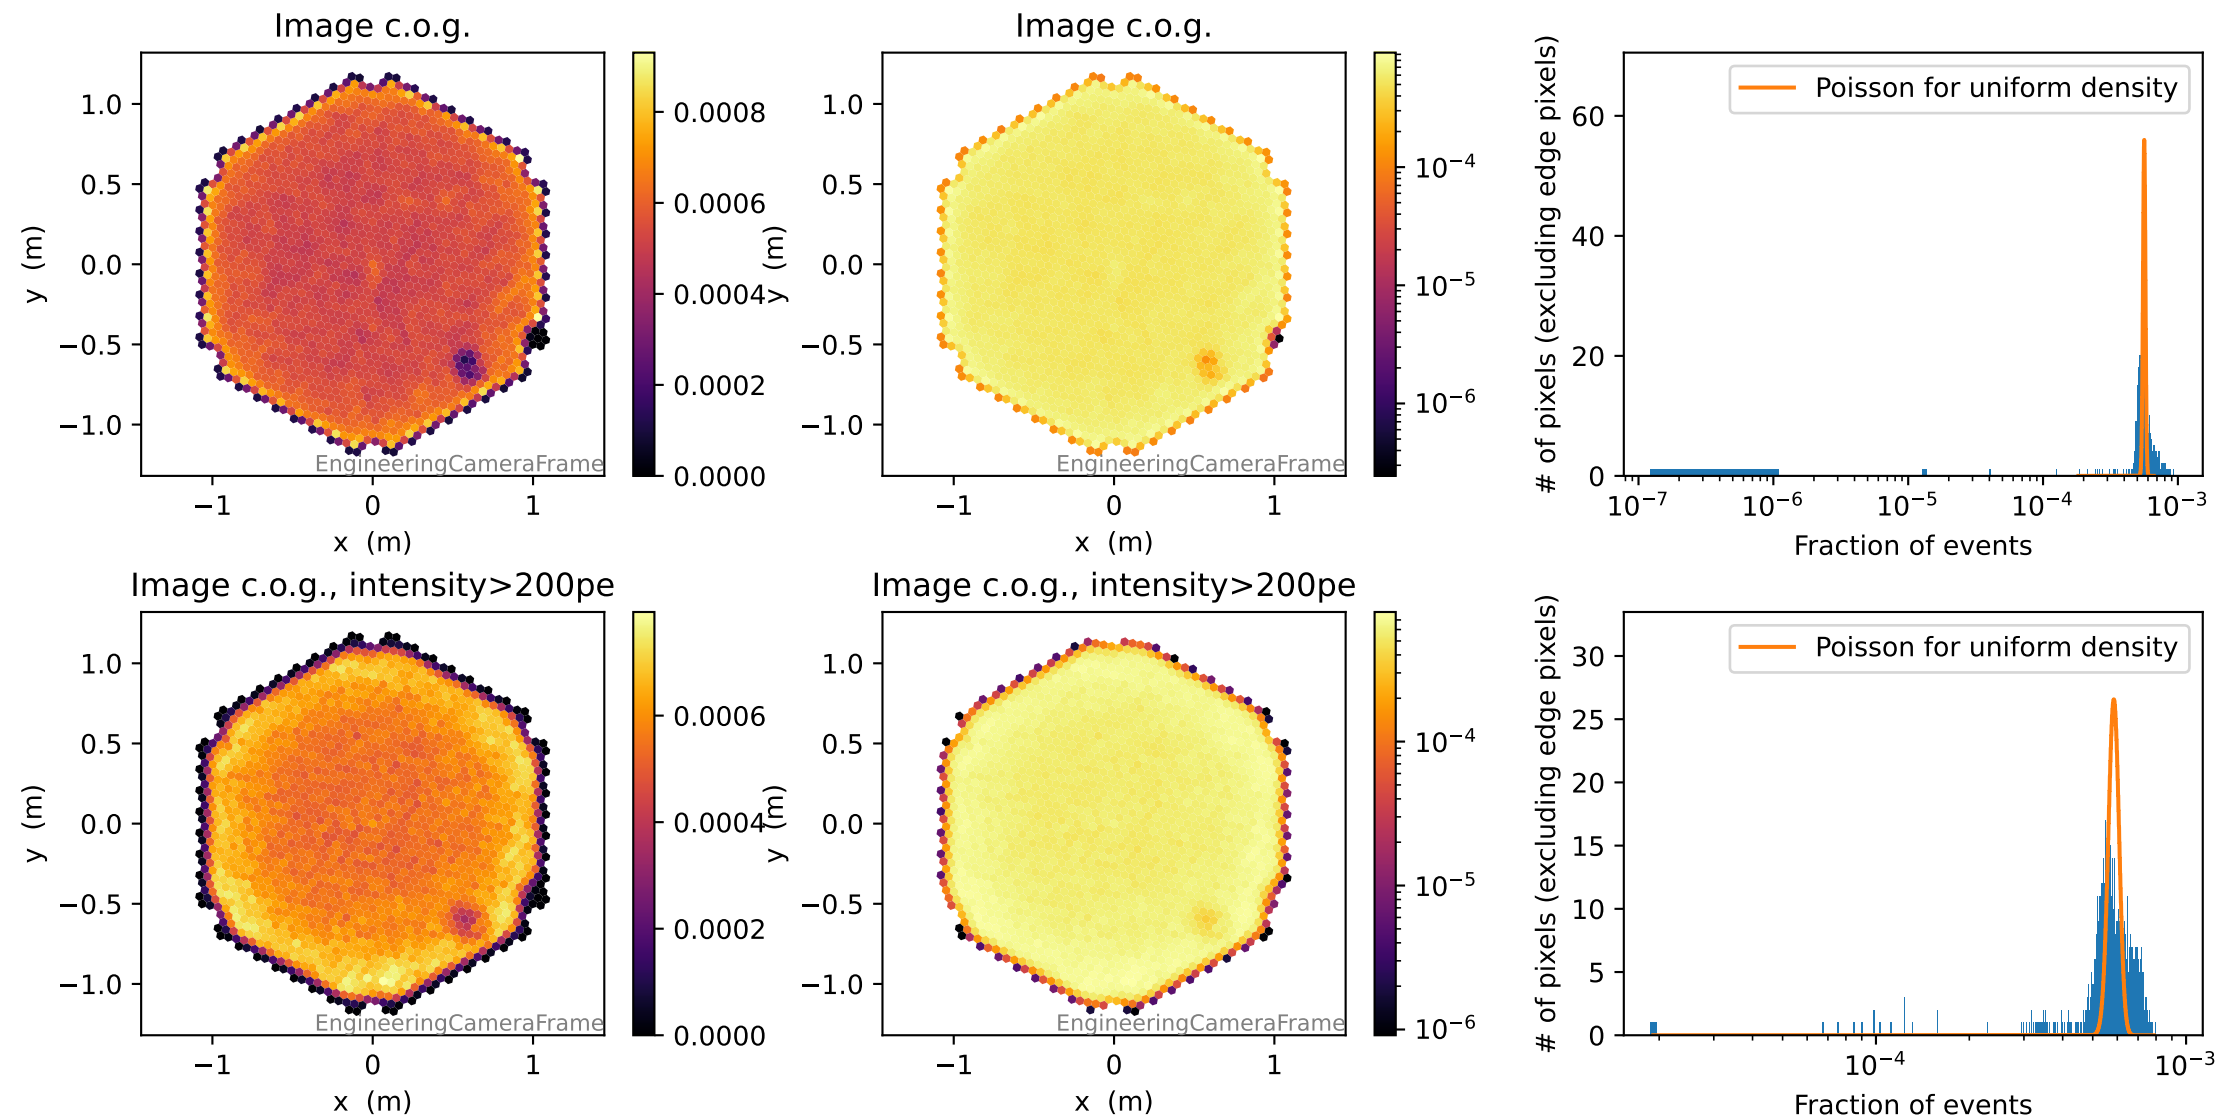 Image c.o.g.
1.0
0.5
0.0
−0.5
−1.0
y (m)
−1
0
1
x (m)
EngineeringCameraFrame
0.0008
0.0006
0.0004
0.0002
0.0000
Image c.o.g.
1.0
0.5
0.0
−0.5
−1.0
y (m)
−1
0
1
x (m)
EngineeringCameraFrame
10⁻⁴
10⁻⁵
10⁻⁶
Poisson for uniform density
# of pixels (excluding edge pixels)
60
40
20
0
10⁻⁷
10⁻⁶
10⁻⁵
10⁻⁴
10⁻³
Fraction of events
Image c.o.g., intensity>200pe
1.0
0.5
0.0
−0.5
−1.0
y (m)
−1
0
1
x (m)
EngineeringCameraFrame
0.0006
0.0004
0.0002
0.0000
Image c.o.g., intensity>200pe
1.0
0.5
0.0
−0.5
−1.0
y (m)
−1
0
1
x (m)
EngineeringCameraFrame
10⁻⁴
10⁻⁵
10⁻⁶
Poisson for uniform density
# of pixels (excluding edge pixels)
30
25
20
15
10
5
0
10⁻⁴
10⁻³
Fraction of events